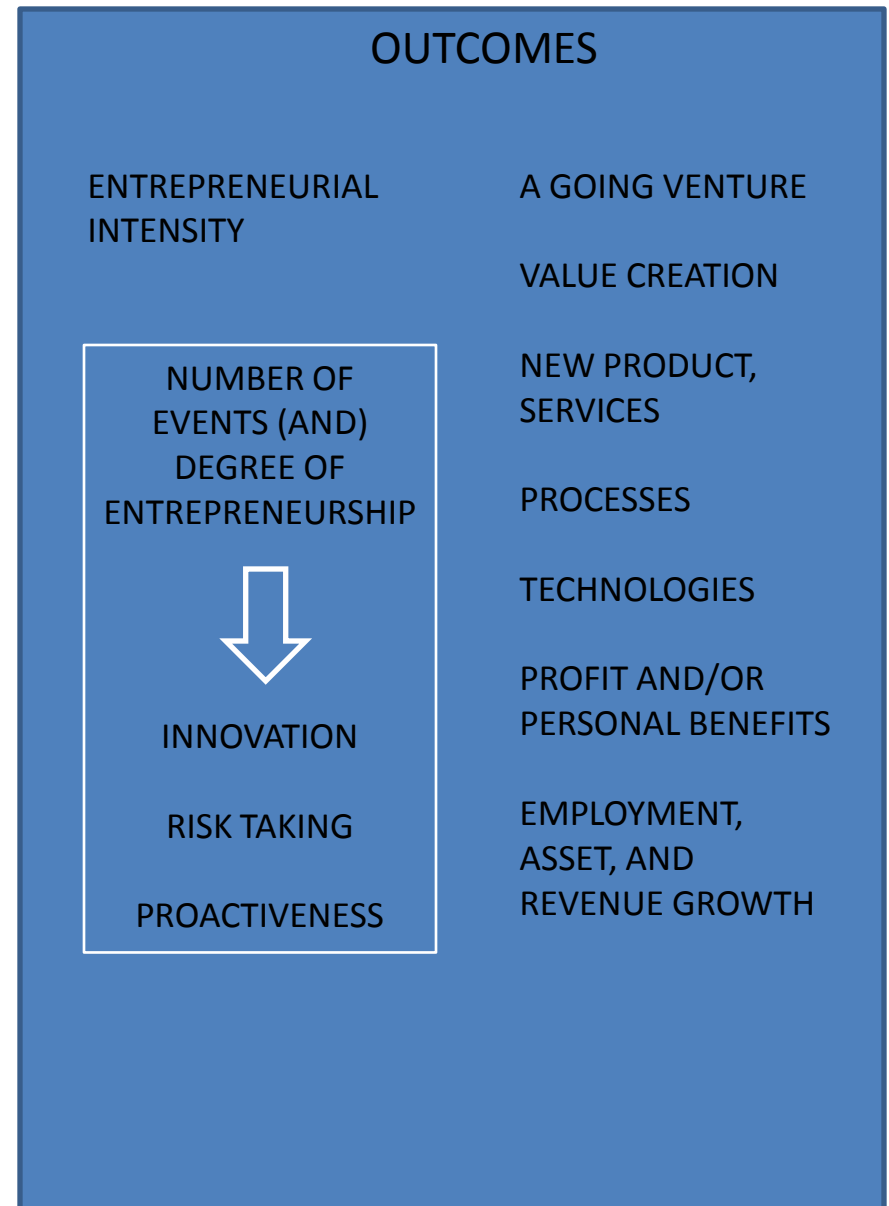 OUTCOMES
ENTREPRENEURIAL
INTENSITY
NUMBER OF
EVENTS (AND)
DEGREE OF
ENTREPRENEURSHIP
INNOVATION
RISK TAKING
PROACTIVENESS
A GOING VENTURE
VALUE CREATION
NEW PRODUCT,
SERVICES
PROCESSES
TECHNOLOGIES
PROFIT AND/OR
PERSONAL BENEFITS
EMPLOYMENT,
ASSET, AND
REVENUE GROWTH